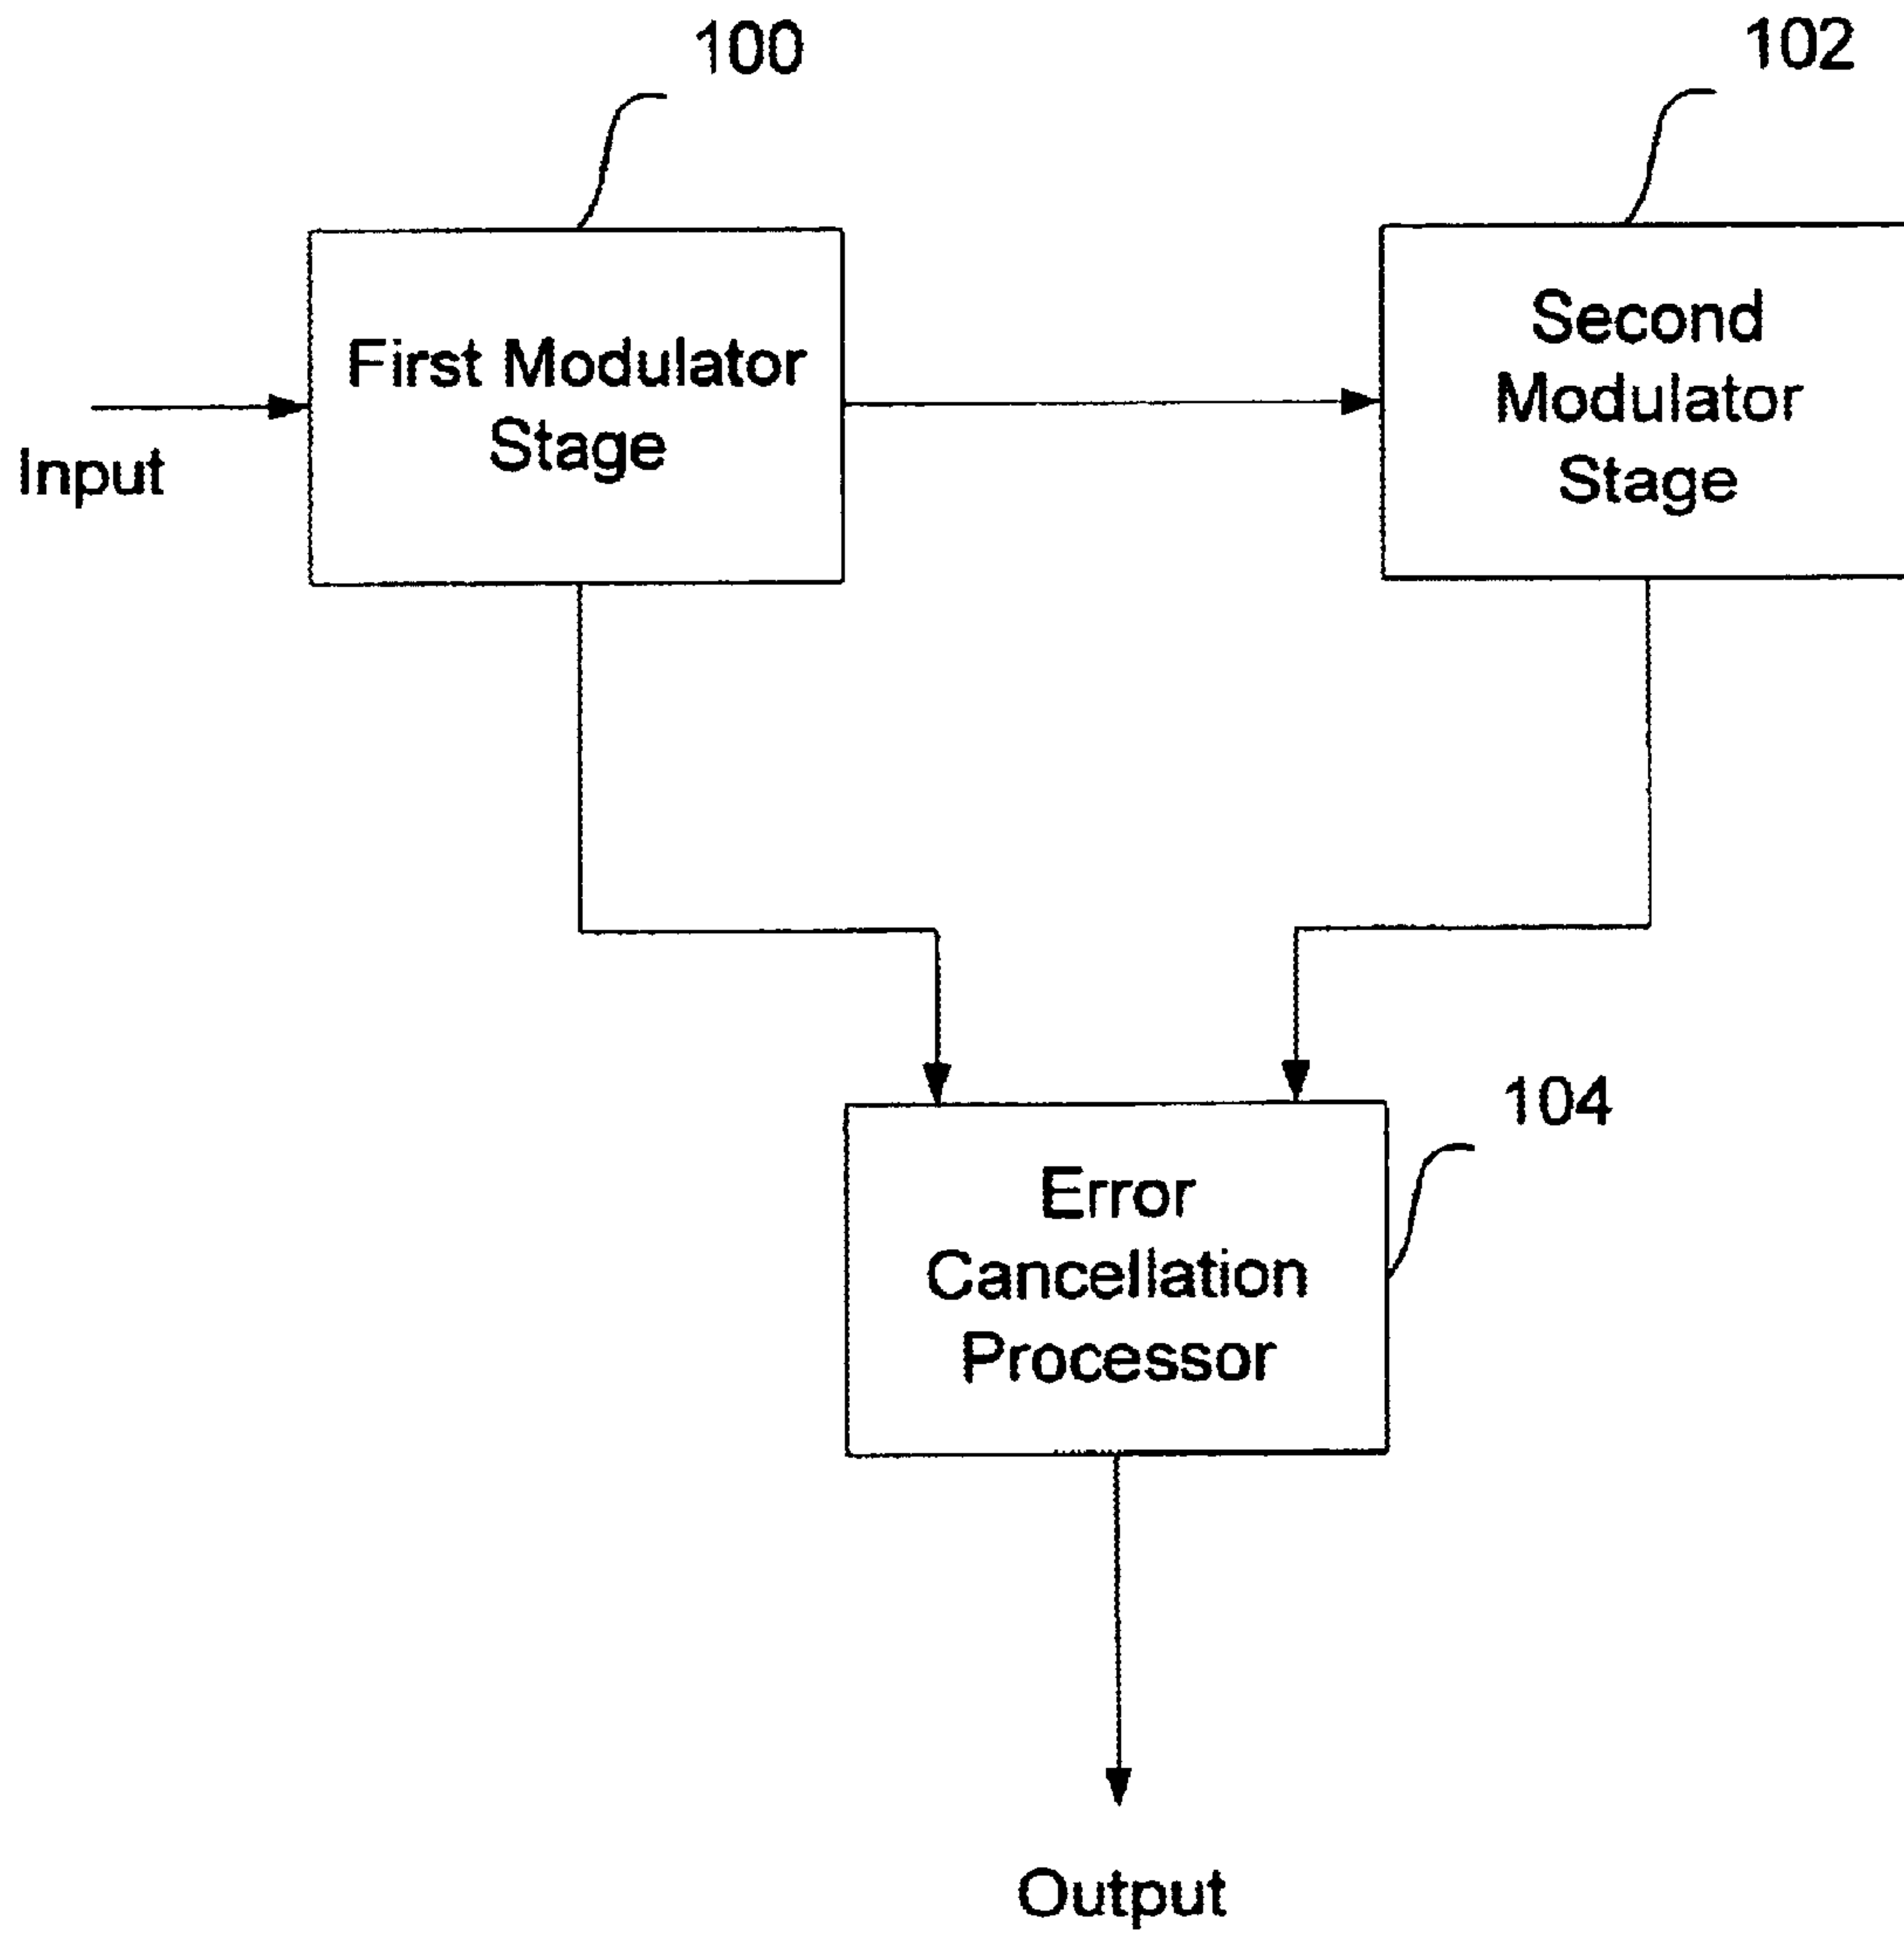 100
102
First Modulator
Stage
Second
Modulator
Stage
Input
104
Error
Cancellation
Processor
Output